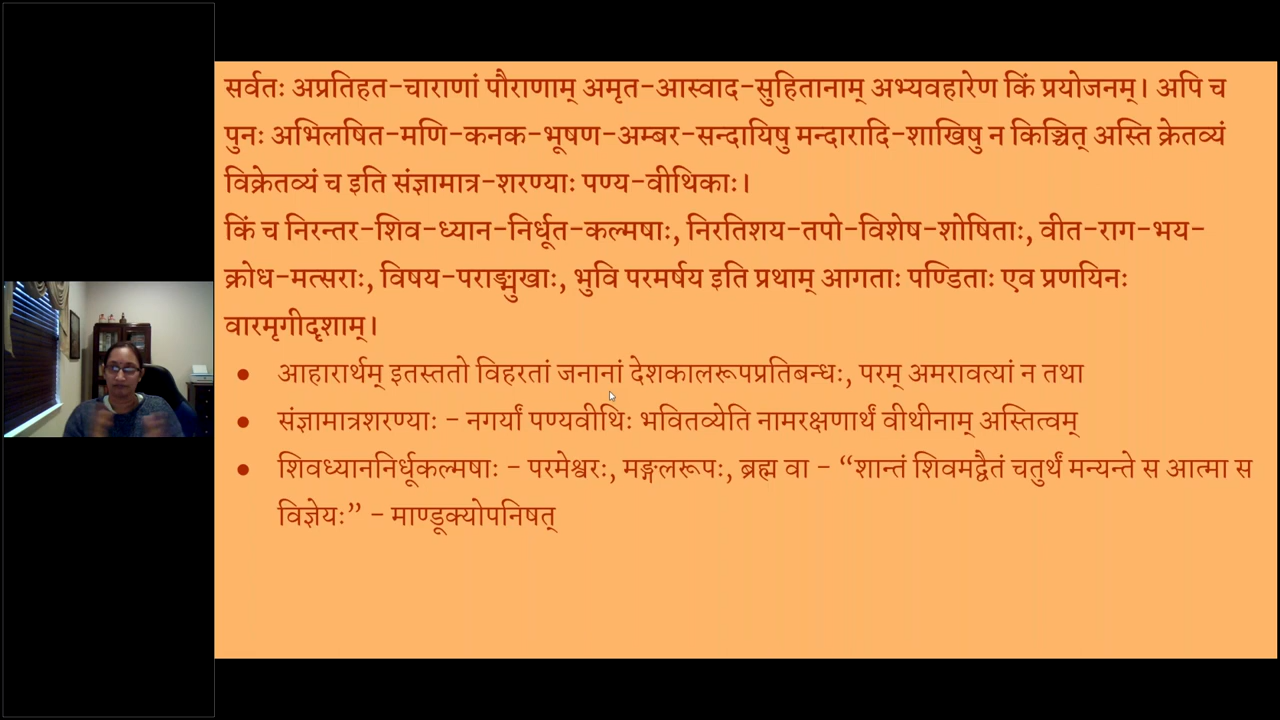 सर्वतः अप्रतिहत-चाराणां पौराणाम् अमृत-आस्वाद-सुहितानाम् अभ्यवहारेण किं प्रयोजनम्। अपि च
पुनः अभिलषित-मणि-कनक-भूषण-अम्बर-सन्दायिषु मन्दारादि-शाखिषु न किञ्चित् अस्ति क्रेतव्यं
विक्रेतव्यं च इति संज्ञामात्र-शरण्याः पण्य-वीथिकाः।
किं च निरन्तर-शिव-ध्यान-निर्धूत-कल्मषाः, निरतिशय-तपो-विशेष-शोषिताः, वीत-राग-भय-
क्रोध-मत्सराः, विषय-पराङ्मुखाः, भुवि परमर्षय इति प्रथाम् आगताः पण्डिताः एव प्रणयिनः
वारमृगीदृशाम्।
● आहारार्थम् इतस्ततो विहरतां जनानां देशकालरूपप्रतिबन्धः, परम् अमरावत्यां न तथा
● संज्ञामात्रशरण्याः - नगर्यां पण्यवीथिः भवितव्येति नामरक्षणार्थं वीथीनाम् अस्तित्वम्
● शिवध्याननिर्धूकल्मषाः - परमेश्वरः, मङ्गलरूपः, ब्रह्म वा - “शान्तं शिवमद्वैतं चतुर्थं मन्यन्ते स आत्मा स
विज्ञेयः” - माण्डूक्योपनिषत्